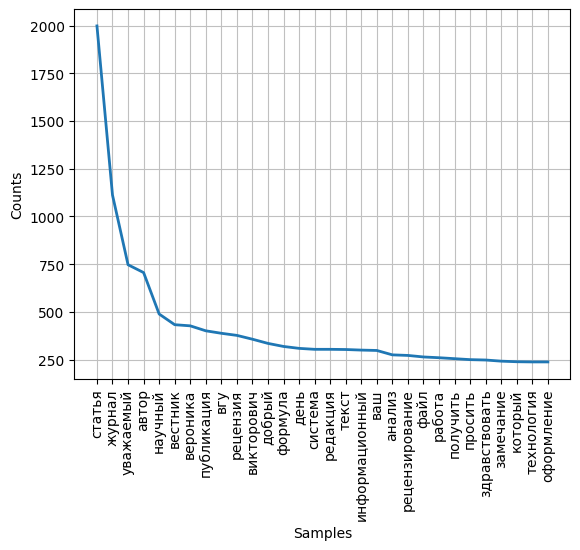 2000
1750
1500
1250
1000
750
500
250
Counts
статья
журнал
уважаемый
автор
научный
вестник
вероника
публикация
вгу
рецензия
викторович
добрый
формула
день
система
редакция
текст
информационный
ваш
анализ
рецензирование
файл
работа
получить
просить
здравствовать
замечание
который
технология
оформление
Samples